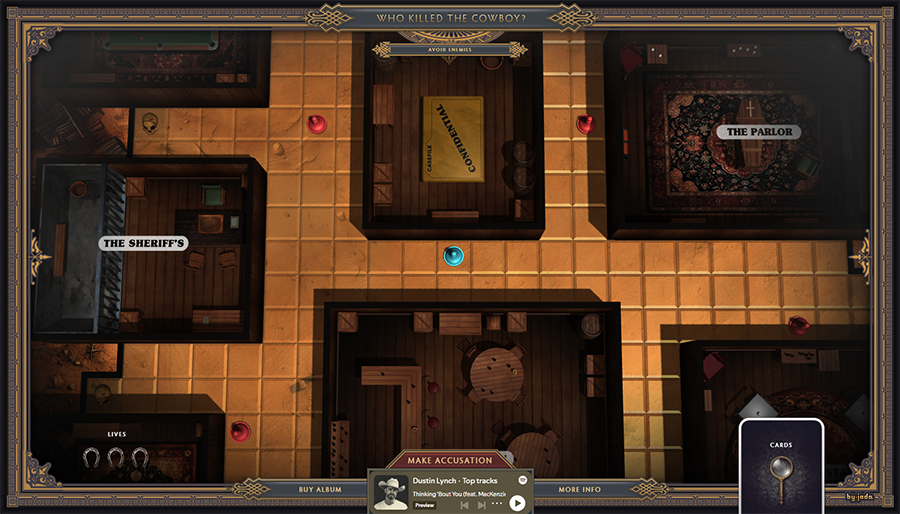 WHO KILLED THE COWBOY?
AVOID ENEMIES
CASEFILE
CONFIDENTIAL
THE PARLOR
THE SHERIFF'S
LIVES
CARDS
MAKE ACCUSATION
BUY ALBUM
Dustin Lynch · Top tracks
Thinking 'Bout You (feat. MacKenzie
Preview
MORE INFO
by:jada